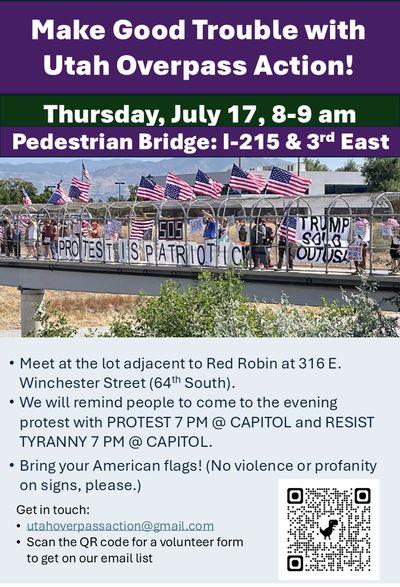 Make Good Trouble with
Utah Overpass Action!
Thursday, July 17, 8-9 am
Pedestrian Bridge: I-215 & 3rd East
PROTEST IS PATRIOTIC
SOS
TRUMP
SOLD
OUT USA
• Meet at the lot adjacent to Red Robin at 316 E.
Winchester Street (64th South).
• We will remind people to come to the evening
protest with PROTEST 7 PM @ CAPITOL and RESIST
TYRANNY 7 PM @ CAPITOL.
• Bring your American flags! (No violence or profanity
on signs, please.)
Get in touch:
• utahoverpassaction@gmail.com
• Scan the QR code for a volunteer form
to get on our email list